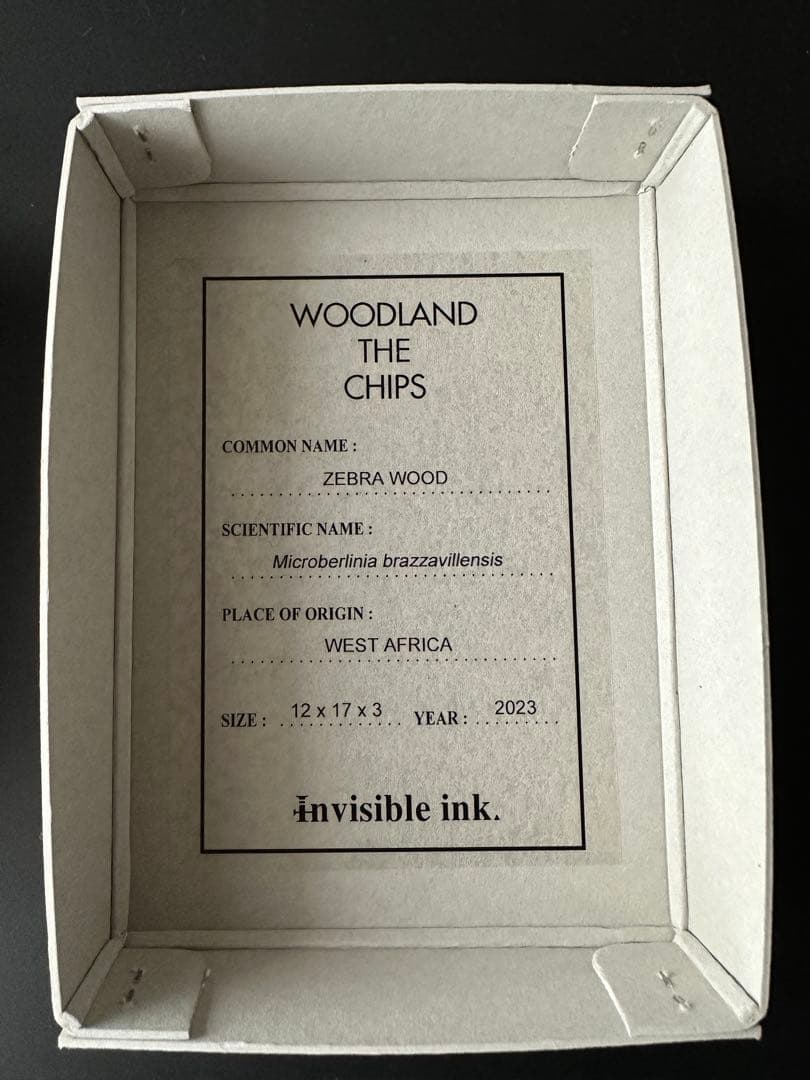 WOODLAND
THE
CHIPS
COMMON NAME :
ZEBRA WOOD
SCIENTIFIC NAME :
Microberlinia brazzavillensis
PLACE OF ORIGIN :
WEST AFRICA
SIZE : 12 x 17 x 3 YEAR : 2023
Invisible ink.